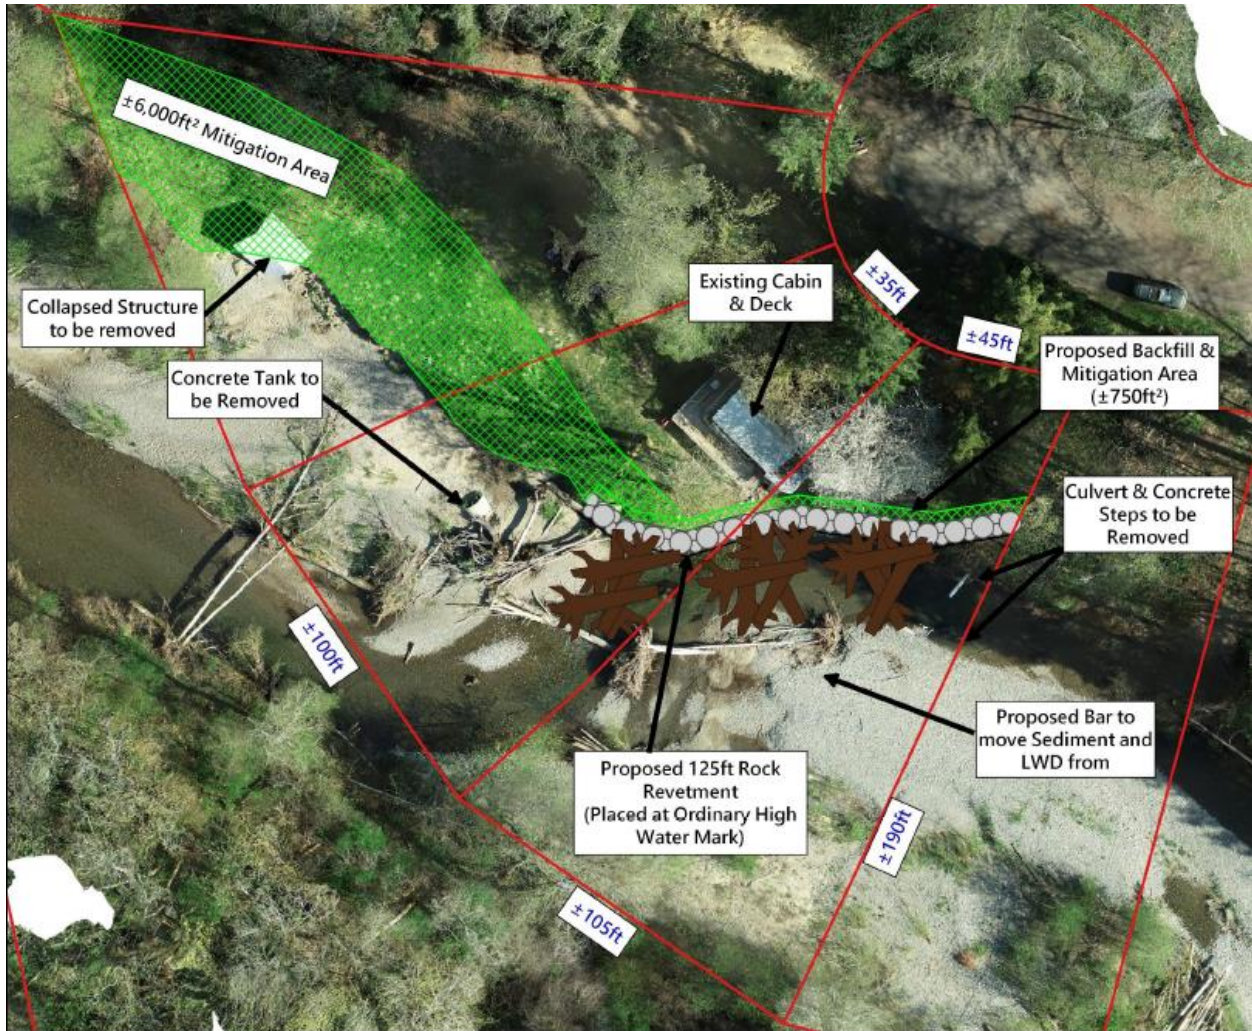 ±6,000ft² Mitigation Area
Collapsed Structure
to be removed
Concrete Tank to
be Removed
Existing Cabin
& Deck
±35ft
±45ft
Proposed Backfill &
Mitigation Area
(±750ft²)
Culvert & Concrete
Steps to be
Removed
±100ft
Proposed Bar to
move Sediment and
LWD from
Proposed 125ft Rock
Revetment
(Placed at Ordinary High
Water Mark)
±190ft
±105ft